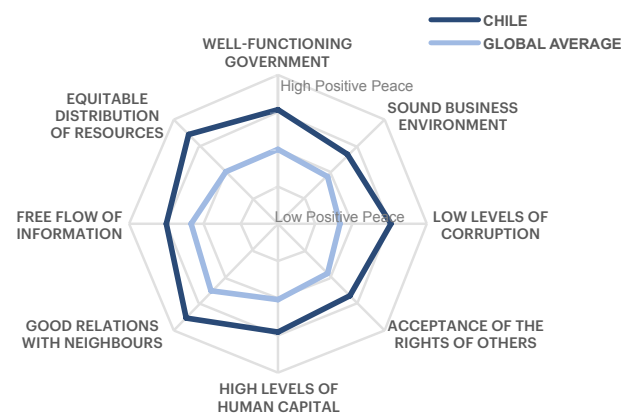 CHILE
GLOBAL AVERAGE
WELL-FUNCTIONING
GOVERNMENT
High Positive Peace
SOUND BUSINESS
ENVIRONMENT
EQUITABLE
DISTRIBUTION
OF RESOURCES
FREE FLOW OF
INFORMATION
Low Positive Peace
LOW LEVELS OF
CORRUPTION
GOOD RELATIONS
WITH NEIGHBOURS
ACCEPTANCE OF THE
RIGHTS OF OTHERS
HIGH LEVELS OF
HUMAN CAPITAL